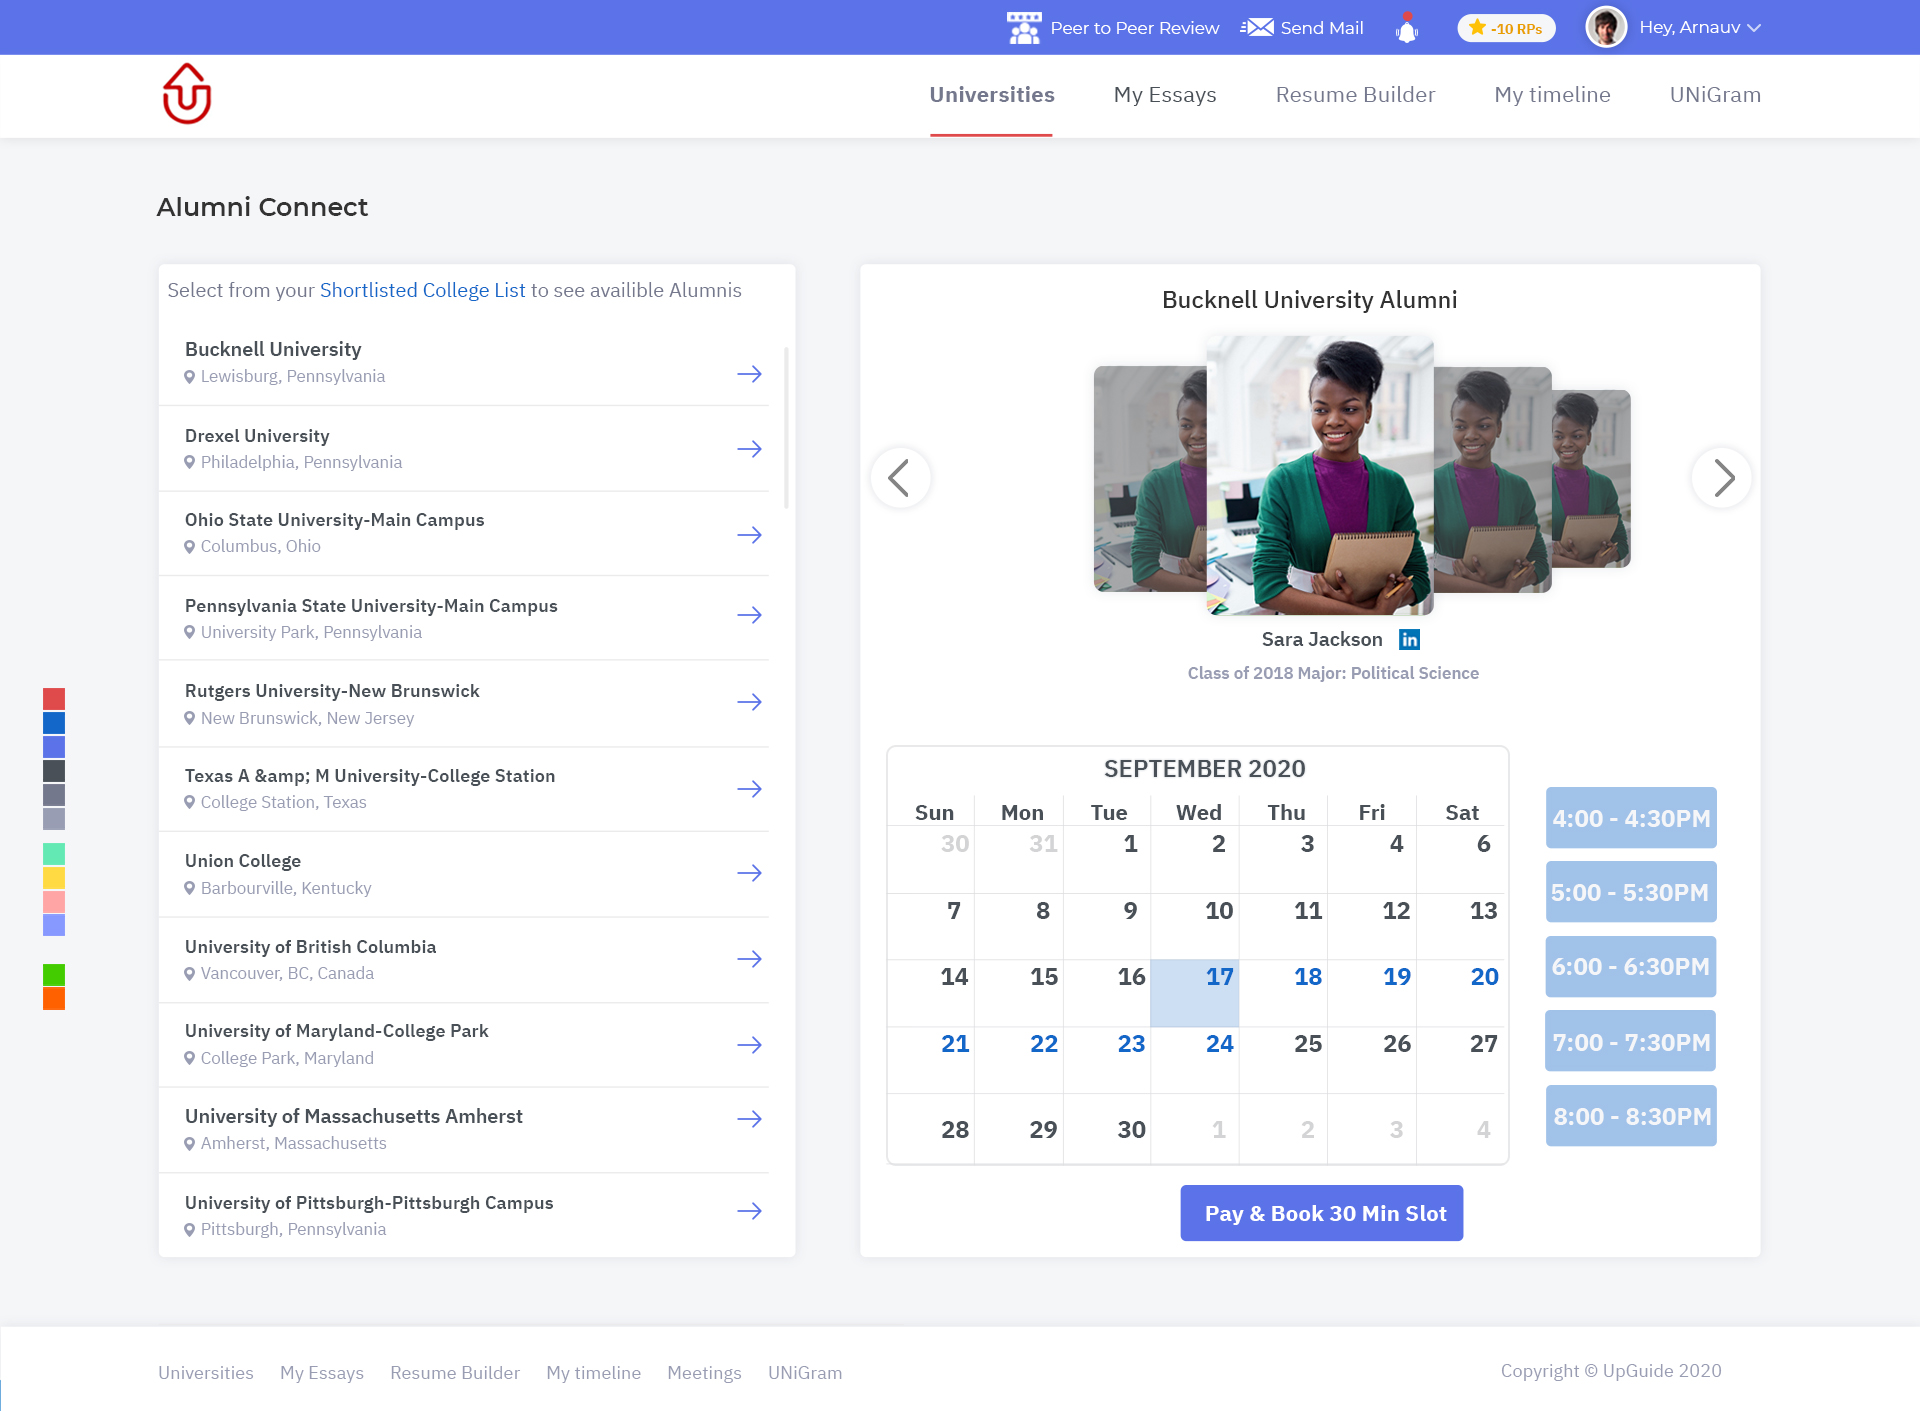 Peer to Peer Review Send Mail -10 RPs Hey, Arnauv
Universities My Essays Resume Builder My timeline UNiGram
Alumni Connect
Select from your Shortlisted College List to see availible Alumnis
Bucknell University
Lewisburg, Pennsylvania
Drexel University
Philadelphia, Pennsylvania
Ohio State University-Main Campus
Columbus, Ohio
Pennsylvania State University-Main Campus
University Park, Pennsylvania
Rutgers University-New Brunswick
New Brunswick, New Jersey
Texas A &amp; M University-College Station
College Station, Texas
Union College
Barbourville, Kentucky
University of British Columbia
Vancouver, BC, Canada
University of Maryland-College Park
College Park, Maryland
University of Massachusetts Amherst
Amherst, Massachusetts
University of Pittsburgh-Pittsburgh Campus
Pittsburgh, Pennsylvania
Bucknell University Alumni
Sara Jackson in
Class of 2018 Major: Political Science
SEPTEMBER 2020
Sun Mon Tue Wed Thu Fri Sat
30 31 1 2 3 4 6
7 8 9 10 11 12 13
14 15 16 17 18 19 20
21 22 23 24 25 26 27
28 29 30 1 2 3 4
4:00 - 4:30PM
5:00 - 5:30PM
6:00 - 6:30PM
7:00 - 7:30PM
8:00 - 8:30PM
Pay & Book 30 Min Slot
Universities My Essays Resume Builder My timeline Meetings UNiGram
Copyright © UpGuide 2020